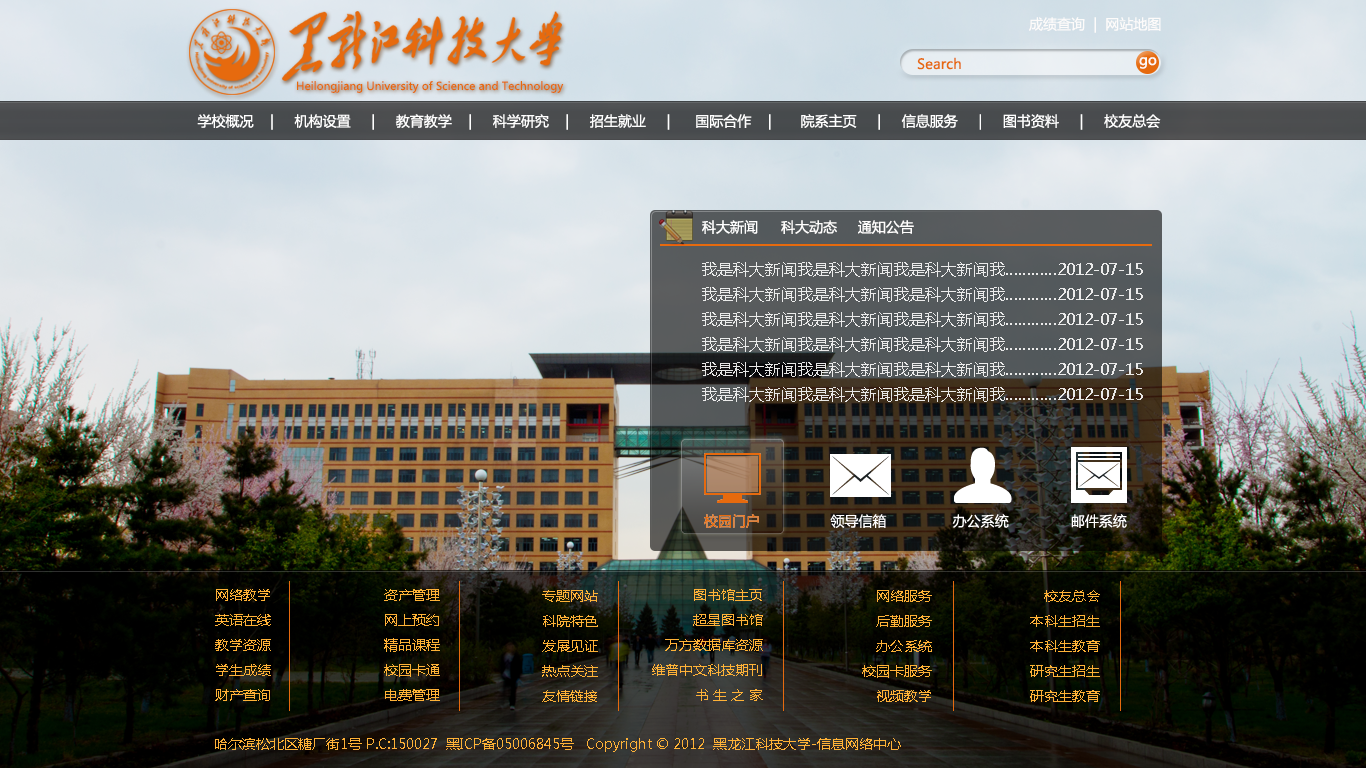 黑龙江科技大学
Heilongjiang University of Science and Technology
成绩查询 | 网站地图
Search go
学校概况 | 机构设置 | 教育教学 | 科学研究 | 招生就业 | 国际合作 | 院系主页 | 信息服务 | 图书资料 | 校友总会
科大新闻 科大动态 通知公告
我是科大新闻我是科大新闻我是科大新闻我............2012-07-15
我是科大新闻我是科大新闻我是科大新闻我............2012-07-15
我是科大新闻我是科大新闻我是科大新闻我............2012-07-15
我是科大新闻我是科大新闻我是科大新闻我............2012-07-15
我是科大新闻我是科大新闻我是科大新闻我............2012-07-15
我是科大新闻我是科大新闻我是科大新闻我............2012-07-15
校园门户 领导信箱 办公系统 邮件系统
网络教学 资产管理 专题网站 图书馆主页 网络服务 校友总会
英语在线 网上预约 科院特色 超星图书馆 后勤服务 本科生招生
教学资源 精品课程 发展见证 万方数据库资源 办公系统 本科生教育
学生成绩 校园卡通 热点关注 维普中文科技期刊 校园卡服务 研究生招生
财产查询 电费管理 友情链接 书 生 之 家 视频教学 研究生教育
哈尔滨松北区糖厂街1号 P.C:150027 黑ICP备05006845号 Copyright © 2012 黑龙江科技大学-信息网络中心